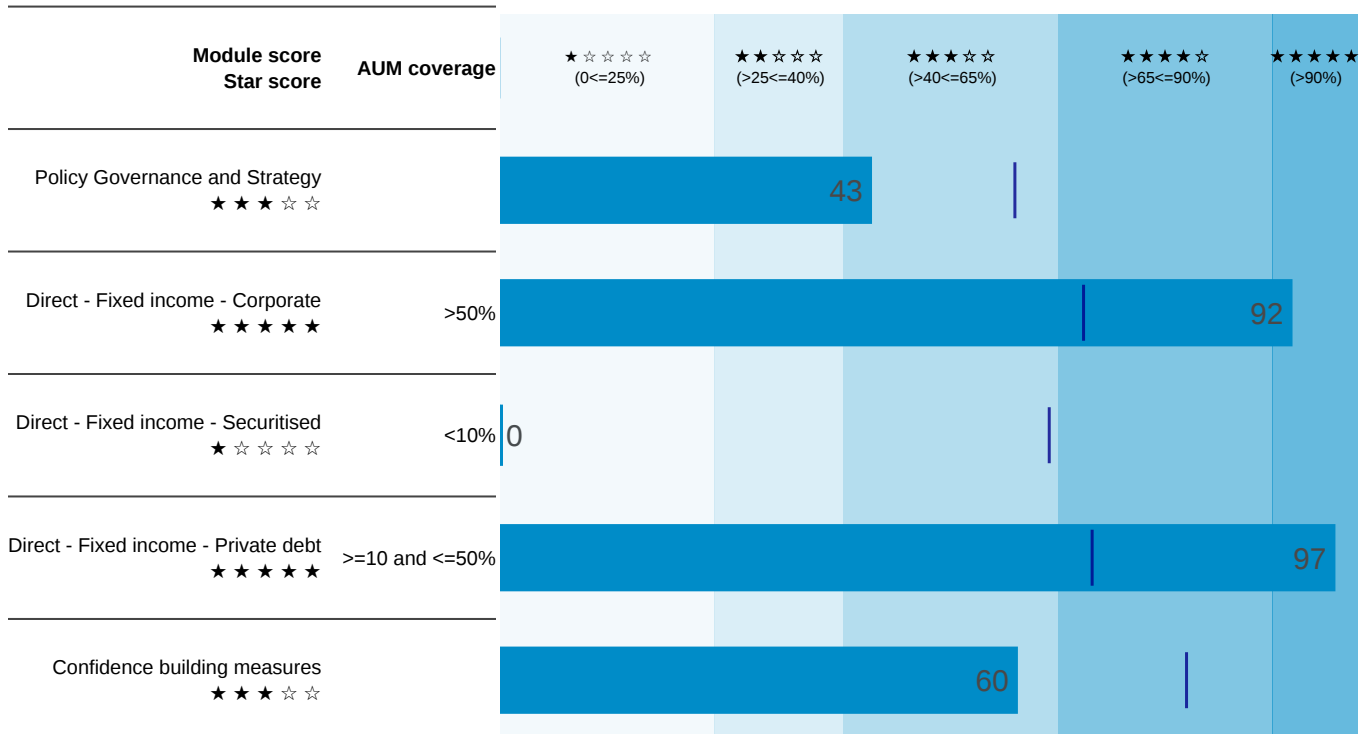 Module score
Star score
AUM coverage
★☆☆☆☆
(0<=25%)
★★☆☆☆
(>25<=40%)
★★★☆☆
(>40<=65%)
★★★★☆
(>65<=90%)
★★★★★
(>90%)
Policy Governance and Strategy
★★★☆☆
43
Direct - Fixed income - Corporate
★★★★★
>50%
92
Direct - Fixed income - Securitised
★☆☆☆☆
<10%
0
Direct - Fixed income - Private debt
★★★★★
>=10 and <=50%
97
Confidence building measures
★★★☆☆
60